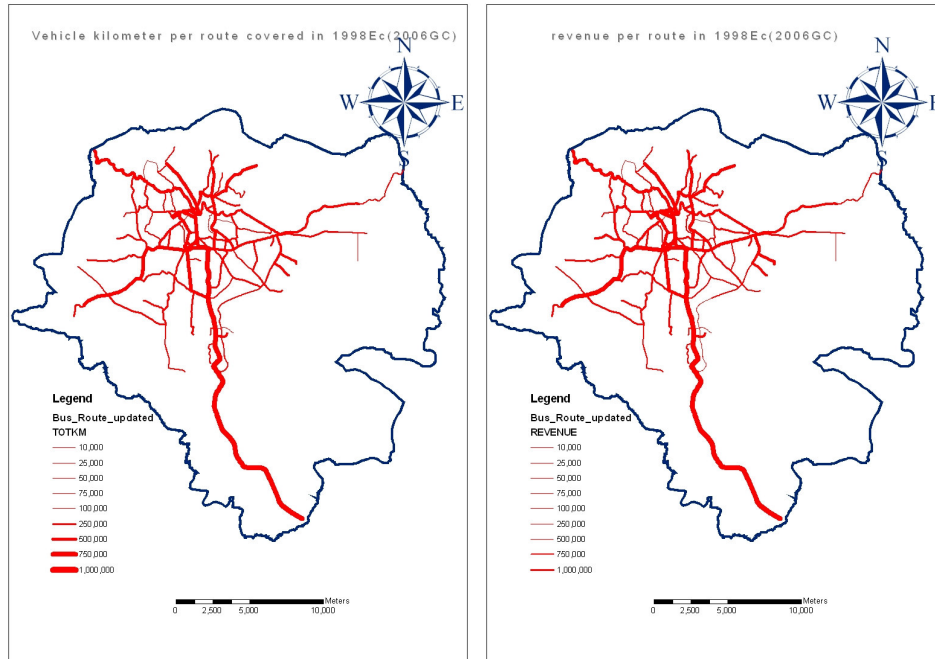 Vehicle kilometer per route covered in 1998Ec(2006GC)
N
W E
S
Legend
Bus_Route_updated
TOTKM
10,000
25,000
50,000
75,000
100,000
250,000
500,000
750,000
1,000,000
Meters
0 2,500 5,000 10,000
revenue per route in 1998Ec(2006GC)
N
W E
S
Legend
Bus_Route_updated
REVENUE
10,000
25,000
50,000
75,000
100,000
250,000
500,000
750,000
1,000,000
Meters
0 2,500 5,000 10,000